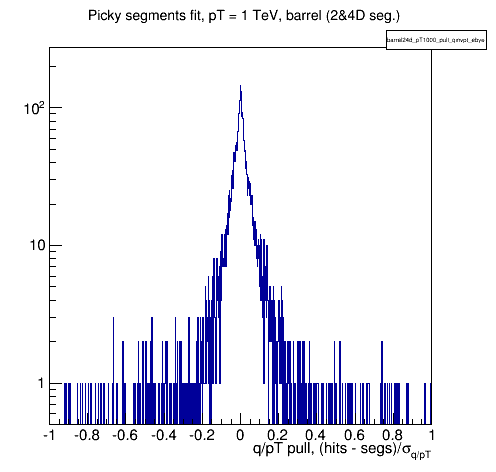 Picky segments fit, pT = 1 TeV, barrel (2&4D seg.)
barrel24d_pT1000_pull_qinvpt_ebye
10²
10
1
-1 -0.8 -0.6 -0.4 -0.2 0 0.2 0.4 0.6 0.8 1
q/pT pull, (hits - segs)/σ_q/pT